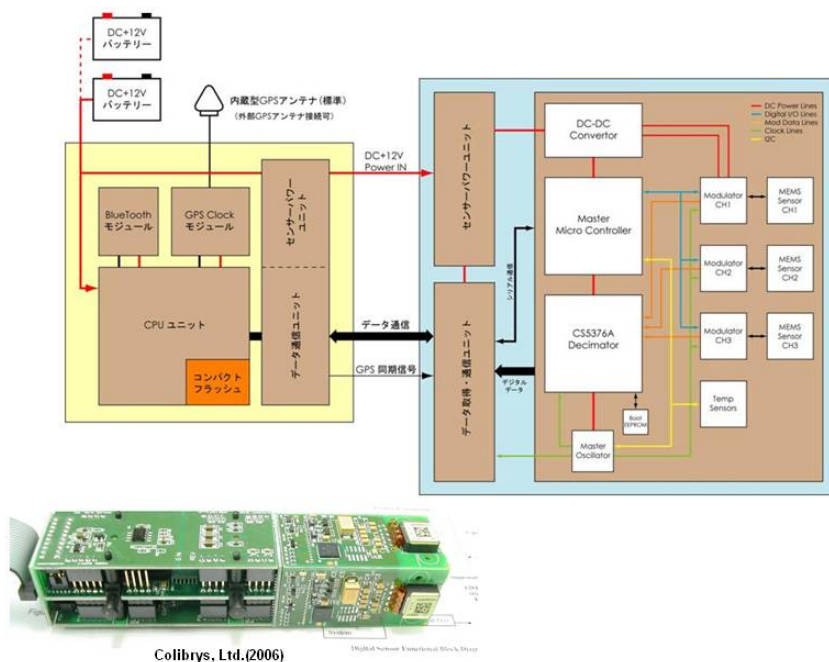 DC+12V
バッテリー
DC+12V
バッテリー
内蔵型GPSアンテナ(標準)
(外部GPSアンテナ接続可)
DC+12V
Power IN
BlueTooth
モジュール
GPS Clock
モジュール
センサーパワー
ユニット
CPU ユニット
コンパクト
フラッシュ
データ通信ユニット
データ通信
GPS 同期信号
センサーパワーユニット
データ取得・通信ユニット
シリアル通信
デジタル
データ
DC-DC
Convertor
Master
Micro Controller
CS5376A
Decimator
Boot
EEPROM
Master
Oscillator
DC Power Lines
Digital I/O Lines
Mod Data Lines
Clock Lines
I2C
Modulator
CH1
MEMS
Sensor
CH1
Modulator
CH2
MEMS
Sensor
CH2
Modulator
CH3
MEMS
Sensor
CH3
Temp
Sensors
System
Digital Sensor Functional Block Diag
Colibrys, Ltd.(2006)